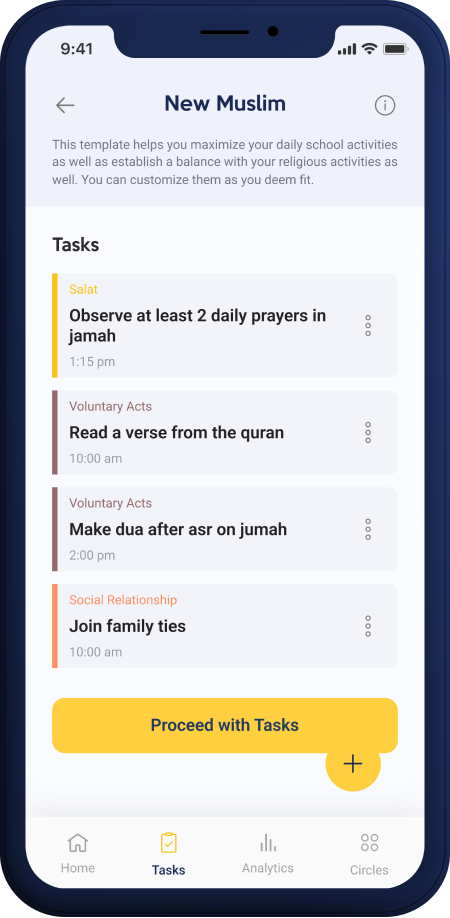 9:41
New Muslim
This template helps you maximize your daily school activities
as well as establish a balance with your religious activities as
well. You can customize them as you deem fit.
Tasks
Salat
Observe at least 2 daily prayers in
jamah
1:15 pm
Voluntary Acts
Read a verse from the quran
10:00 am
Voluntary Acts
Make dua after asr on jumah
2:00 pm
Social Relationship
Join family ties
10:00 am
Proceed with Tasks
Home
Tasks
Analytics
Circles